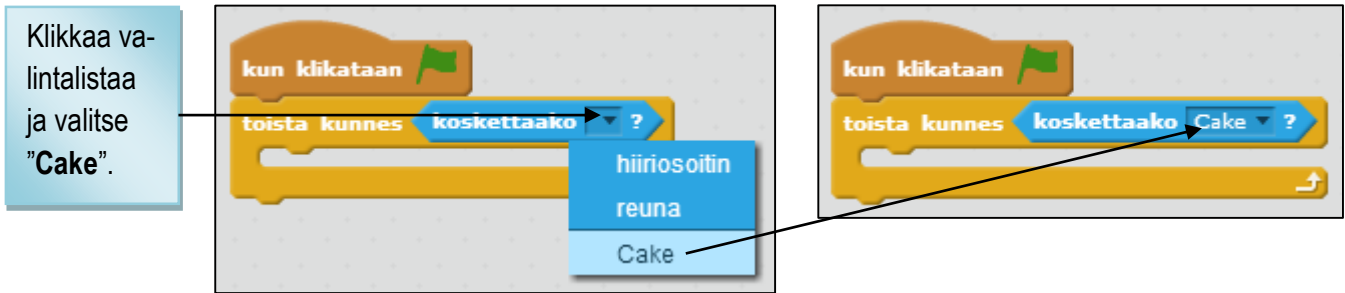 Klikkaa va-
lintalistaa
ja valitse
”Cake”.
kun klikataan
toista kunnes koskettaako ?
hiiriosoitin
reuna
Cake
kun klikataan
toista kunnes koskettaako Cake ?